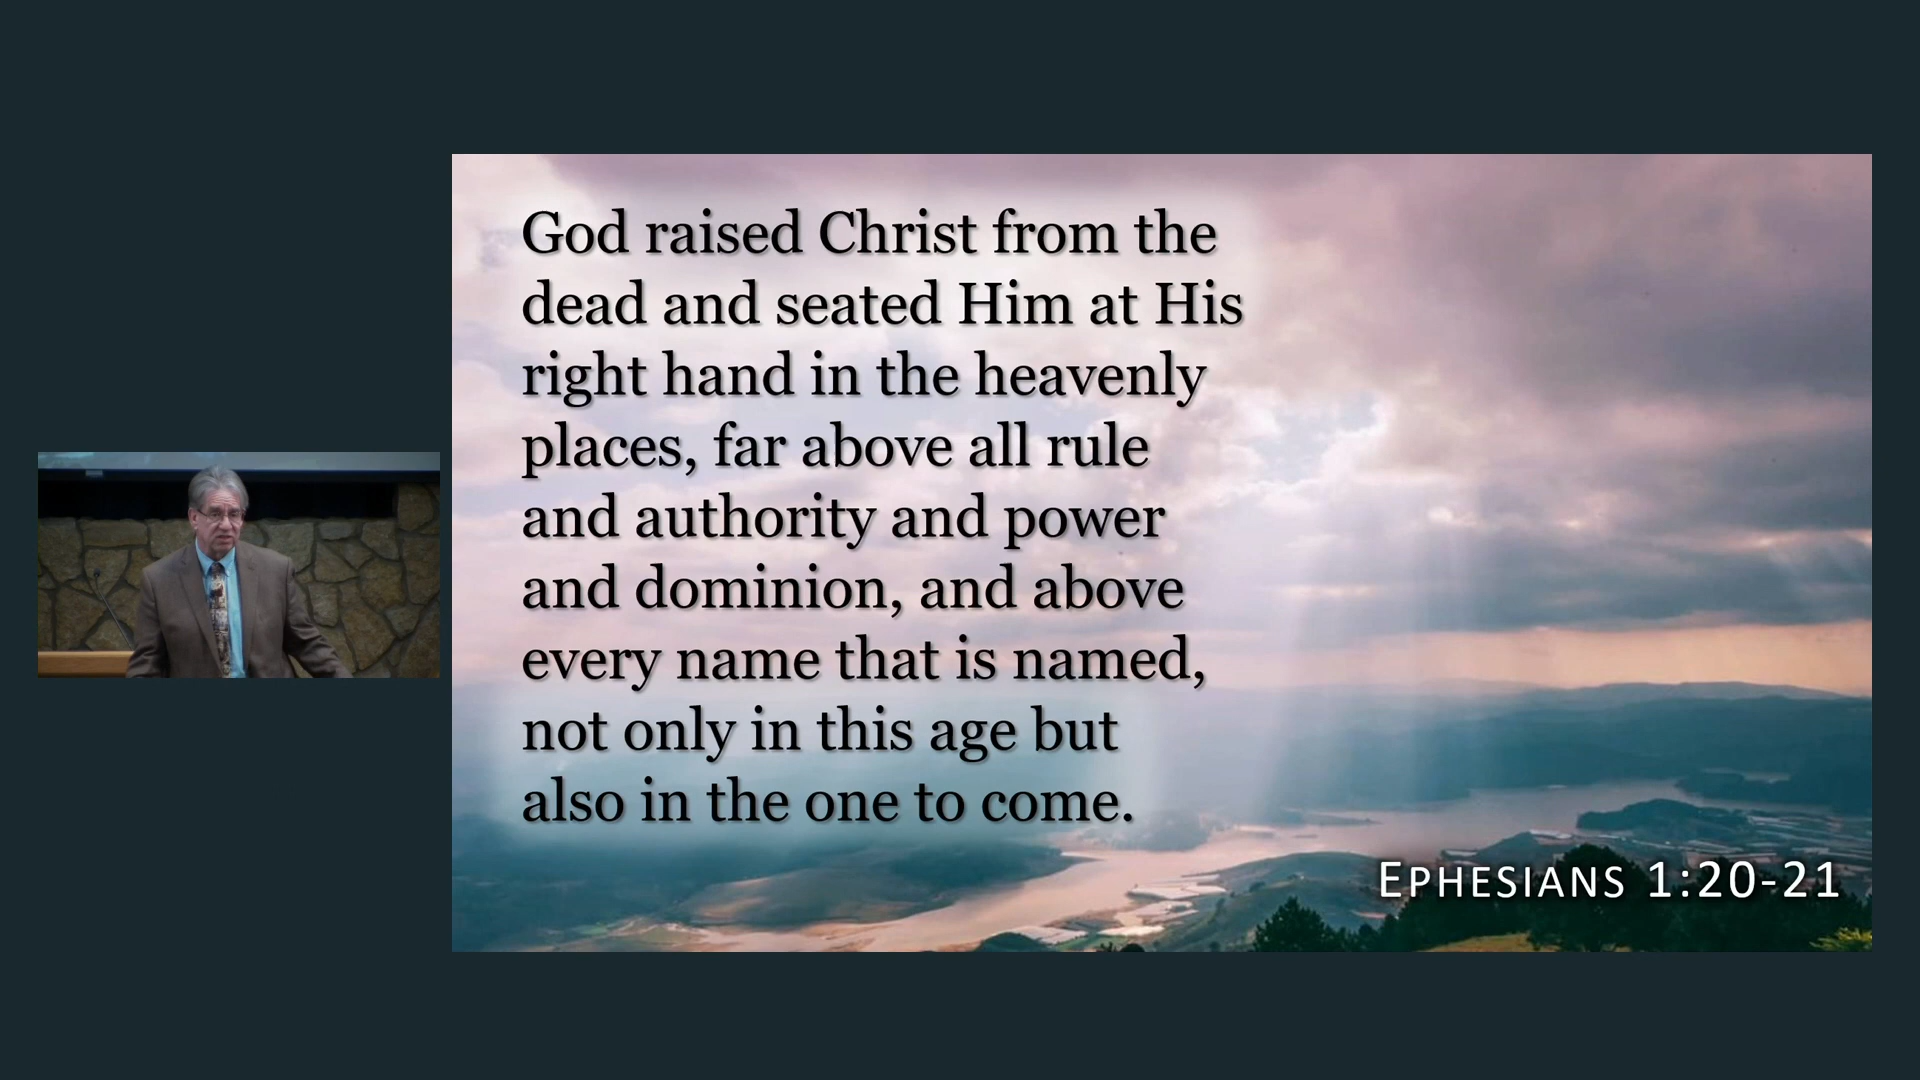 God raised Christ from the
dead and seated Him at His
right hand in the heavenly
places, far above all rule
and authority and power
and dominion, and above
every name that is named,
not only in this age but
also in the one to come.
EPHESIANS 1:20-21